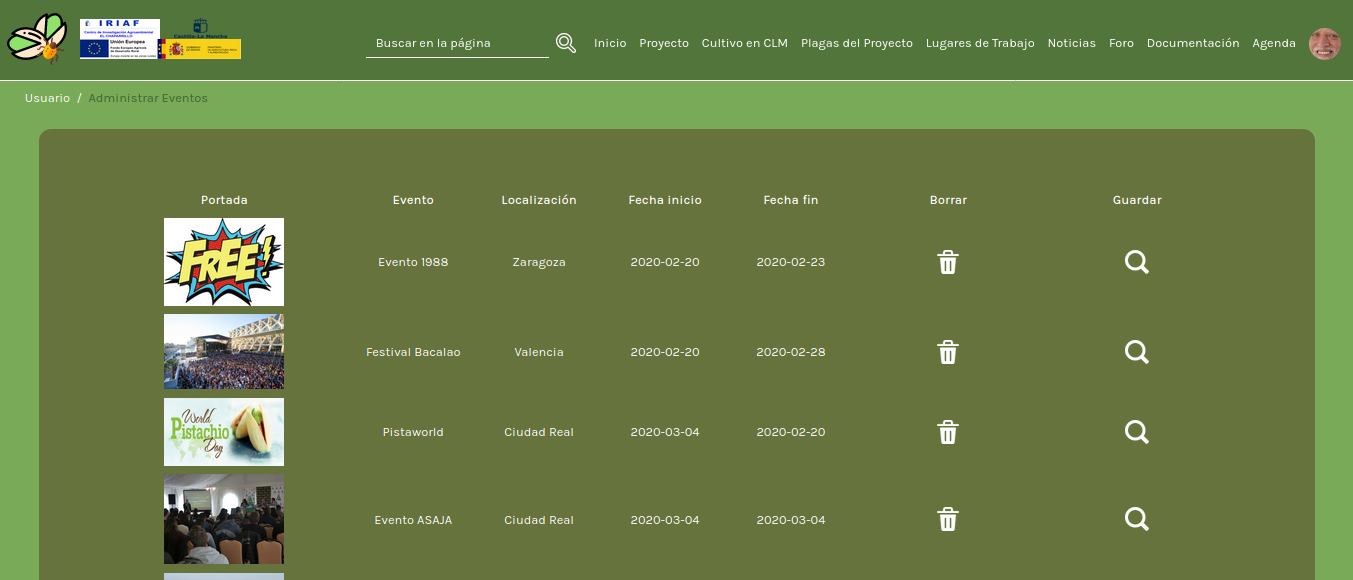 IRIAF
Centro de Investigación Agroambiental
EL CHAPARRILLO
Unión Europea
Fondo Europeo Agrícola
de Desarrollo Rural
Castilla-La Mancha
Buscar en la página
Inicio Proyecto Cultivo en CLM Plagas del Proyecto Lugares de Trabajo Noticias Foro Documentación Agenda
Usuario / Administrar Eventos
Portada Evento Localización Fecha inicio Fecha fin Borrar Guardar
FREE!
Evento 1988 Zaragoza 2020-02-20 2020-02-23
Festival Bacalao Valencia 2020-02-20 2020-02-28
World
Pistachio
Day
Pistaworld Ciudad Real 2020-03-04 2020-02-20
Evento ASAJA Ciudad Real 2020-03-04 2020-03-04